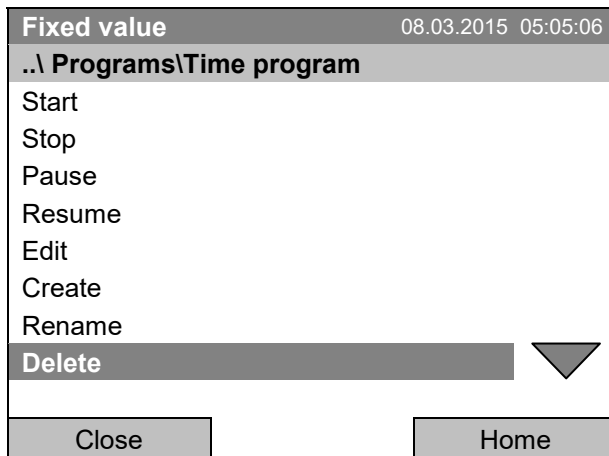 Fixed value 08.03.2015 05:05:06
..\ Programs\Time program
Start
Stop
Pause
Resume
Edit
Create
Rename
Delete
Close Home